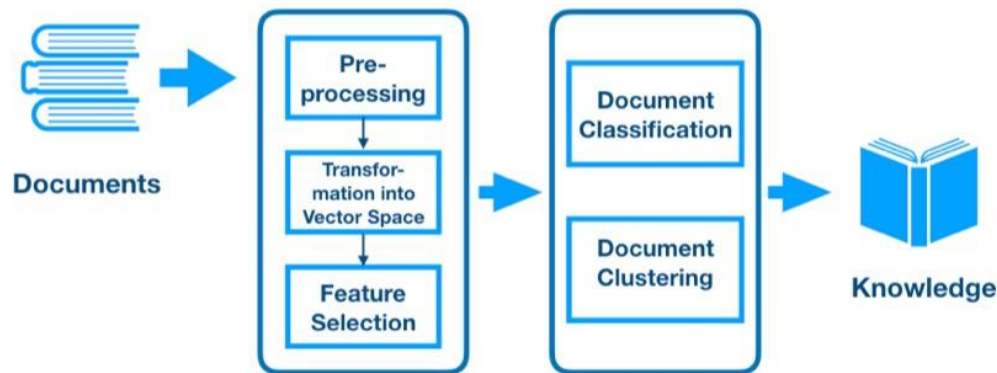 Documents
Pre-
processing
Transfor-
mation into
Vector Space
Feature
Selection
Document
Classification
Document
Clustering
Knowledge